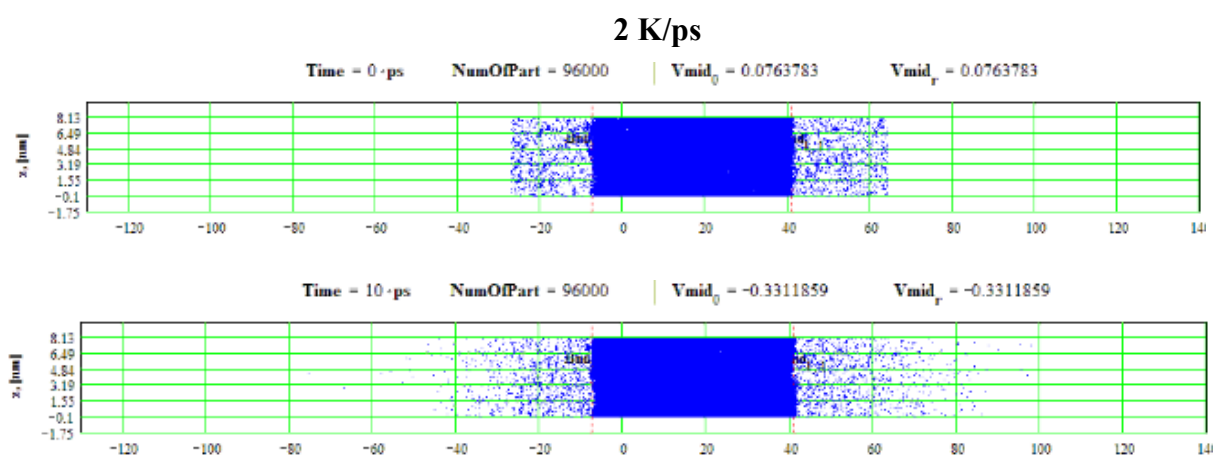 2 K/ps
Time = 0 · ps NumOfPart = 96000 Vmid0 = 0.0763783 Vmidr = 0.0763783
8.13
6.49
4.84
3.19
1.55
−0.1
−1.75
z, [nm]
−120 −100 −80 −60 −40 −20 0 20 40 60 80 100 120 14
Time = 10 · ps NumOfPart = 96000 Vmid0 = −0.3311859 Vmidr = −0.3311859
8.13
6.49
4.84
3.19
1.55
−0.1
−1.75
z, [nm]
−120 −100 −80 −60 −40 −20 0 20 40 60 80 100 120 14